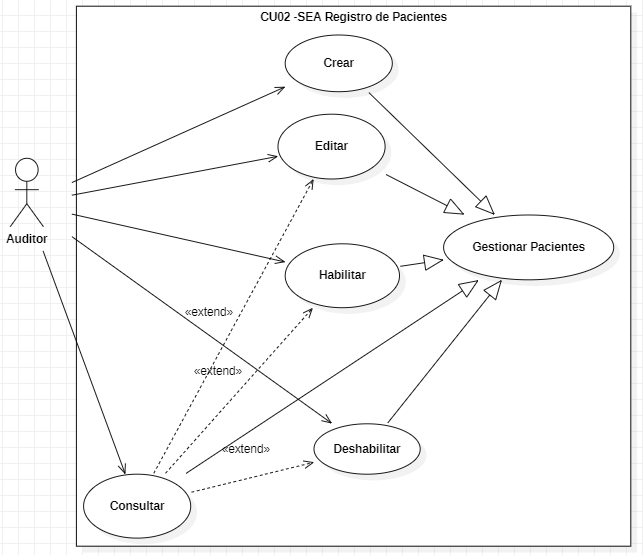 CU02 -SEA Registro de Pacientes
Crear
Editar
Auditor
Gestionar Pacientes
Habilitar
«extend»
«extend»
«extend»
Deshabilitar
Consultar